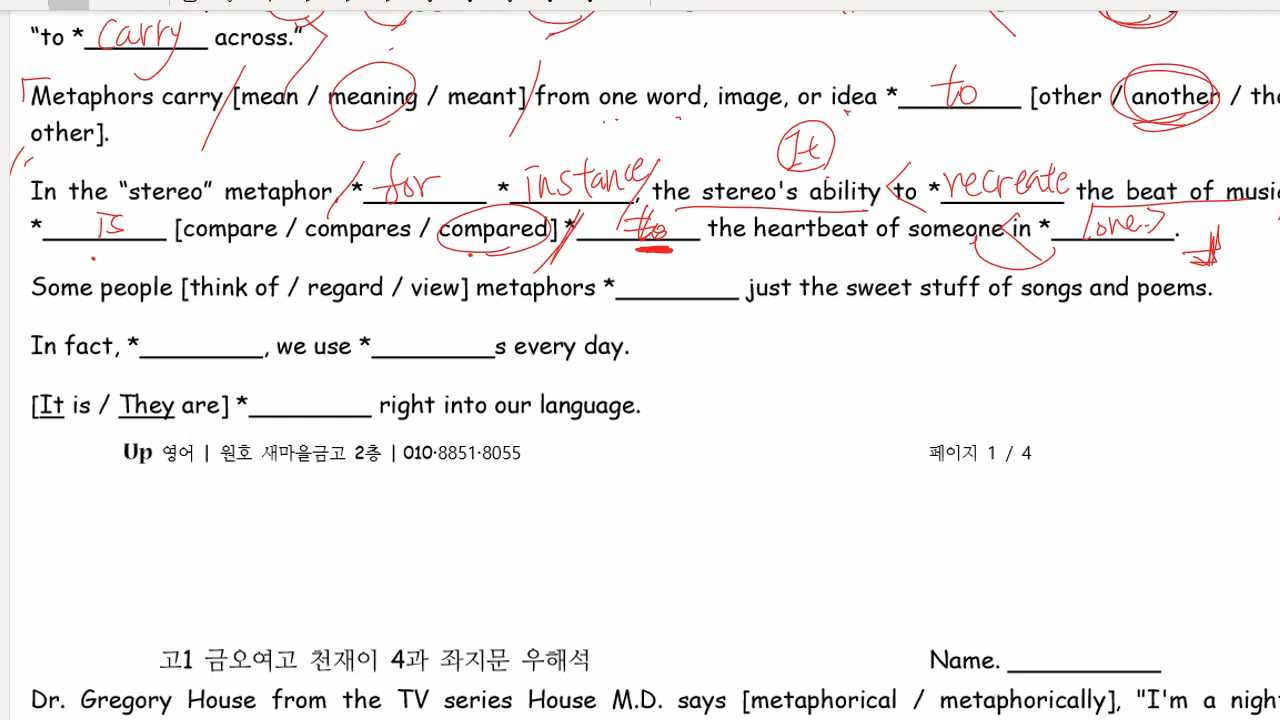 "to * carry across."
Metaphors carry [mean / meaning / meant] from one word, image, or idea * to [other / another / the
other].
It
In the "stereo" metaphor * for * instance, the stereo's ability to * recreate the beat of music
* is [compare / compares / compared] * to the heartbeat of someone in * love.
Some people [think of / regard / view] metaphors *__________ just the sweet stuff of songs and poems.
In fact, *__________, we use *__________s every day.
[It is / They are] *__________ right into our language.
Up 영어 | 원호 새마을금고 2층 | 010·8851·8055 페이지 1 / 4
고1 금오여고 천재이 4과 좌지문 우해석 Name. ____________
Dr. Gregory House from the TV series House M.D. says [metaphorical / metaphorically], "I'm a nigh